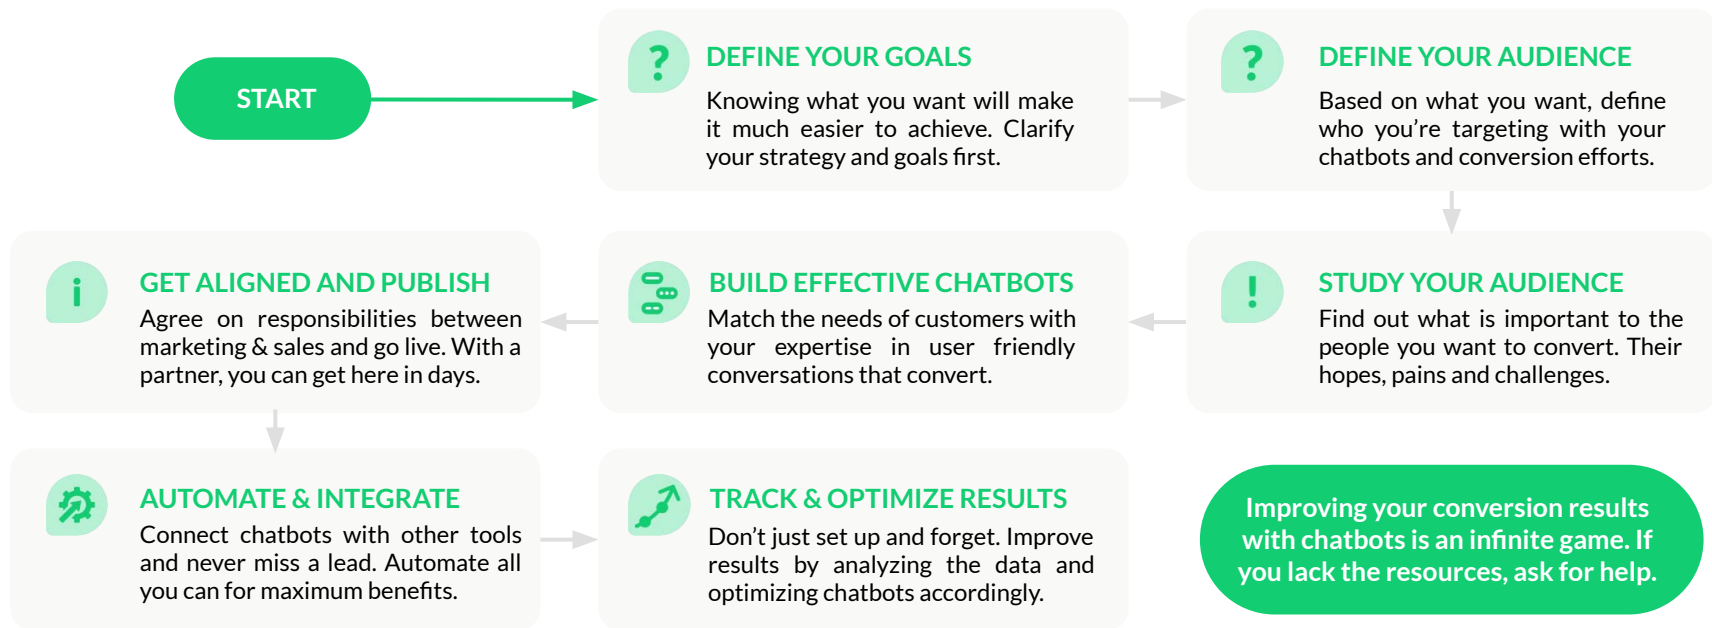 START
DEFINE YOUR GOALS
Knowing what you want will make
it much easier to achieve. Clarify
your strategy and goals first.
DEFINE YOUR AUDIENCE
Based on what you want, define
who you’re targeting with your
chatbots and conversion efforts.
STUDY YOUR AUDIENCE
Find out what is important to the
people you want to convert. Their
hopes, pains and challenges.
BUILD EFFECTIVE CHATBOTS
Match the needs of customers with
your expertise in user friendly
conversations that convert.
GET ALIGNED AND PUBLISH
Agree on responsibilities between
marketing & sales and go live. With a
partner, you can get here in days.
AUTOMATE & INTEGRATE
Connect chatbots with other tools
and never miss a lead. Automate all
you can for maximum benefits.
TRACK & OPTIMIZE RESULTS
Don’t just set up and forget. Improve
results by analyzing the data and
optimizing chatbots accordingly.
Improving your conversion results
with chatbots is an infinite game. If
you lack the resources, ask for help.